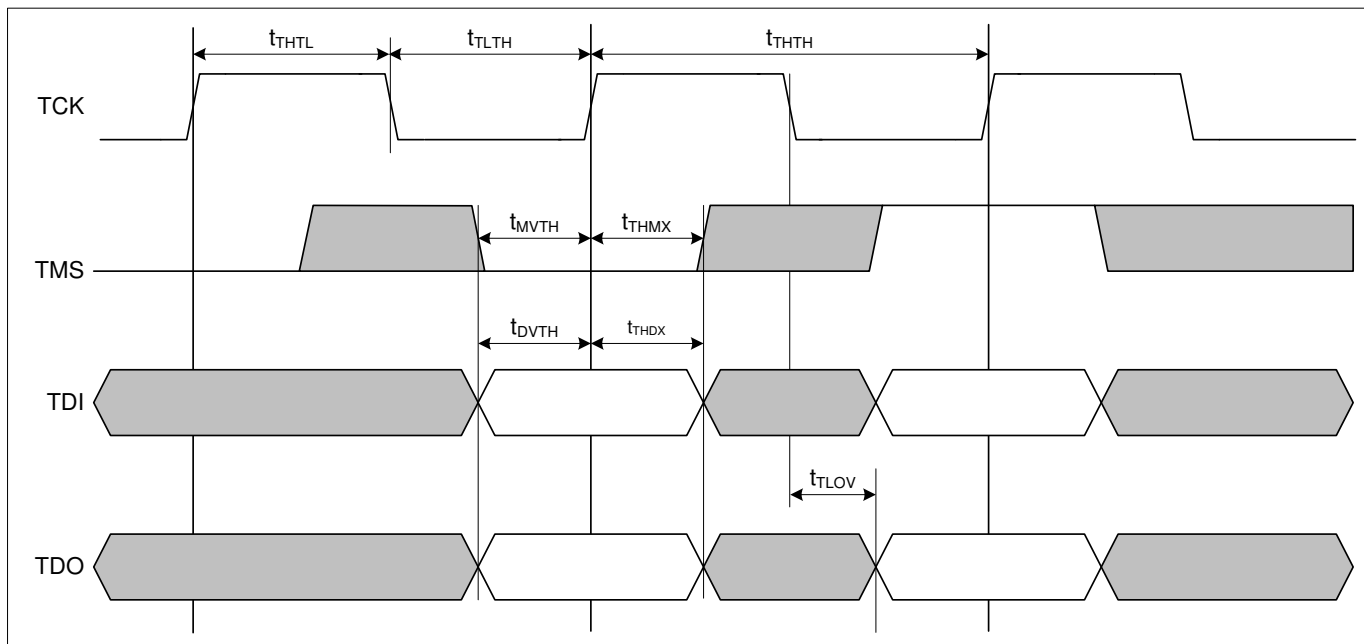 tTHTL tTLTH tTHTH
TCK
tMVTH tTHMX
TMS
tDVTH tTHDX
TDI
tTLOV
TDO